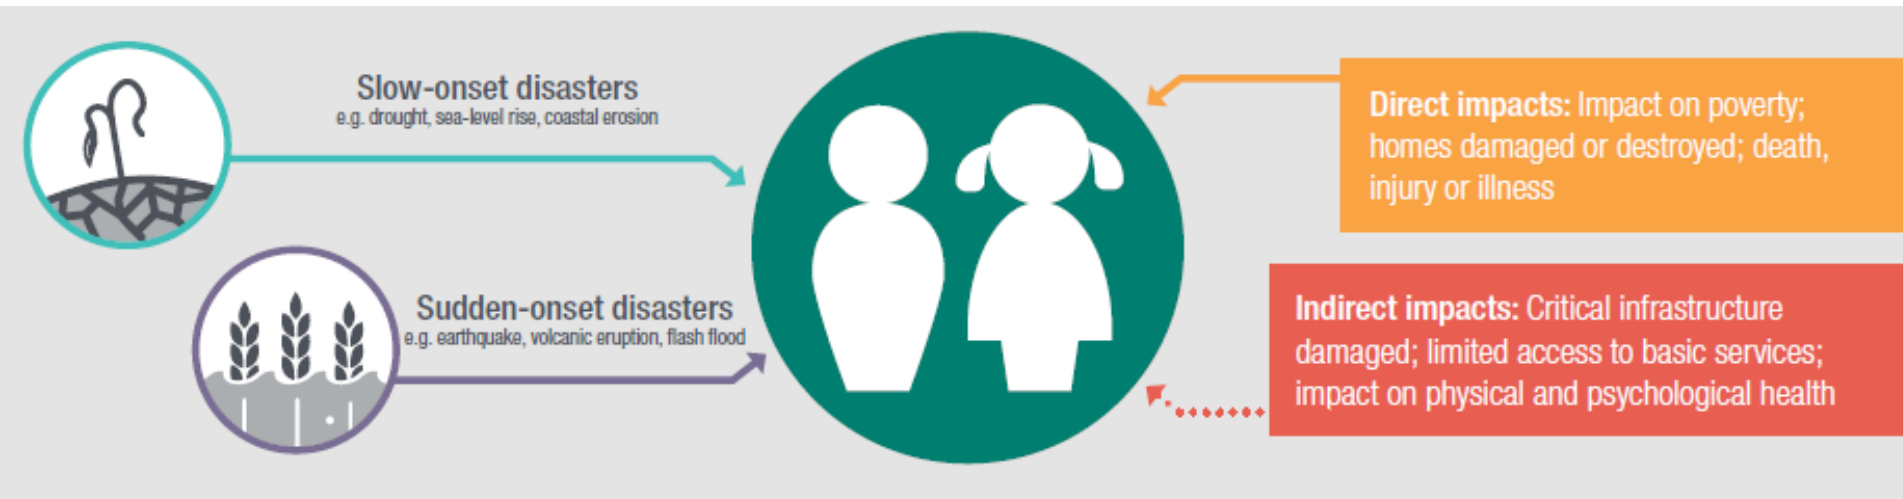 Slow-onset disasters
e.g. drought, sea-level rise, coastal erosion
Sudden-onset disasters
e.g. earthquake, volcanic eruption, flash flood
Direct impacts: Impact on poverty;
homes damaged or destroyed; death,
injury or illness
Indirect impacts: Critical infrastructure
damaged; limited access to basic services;
impact on physical and psychological health